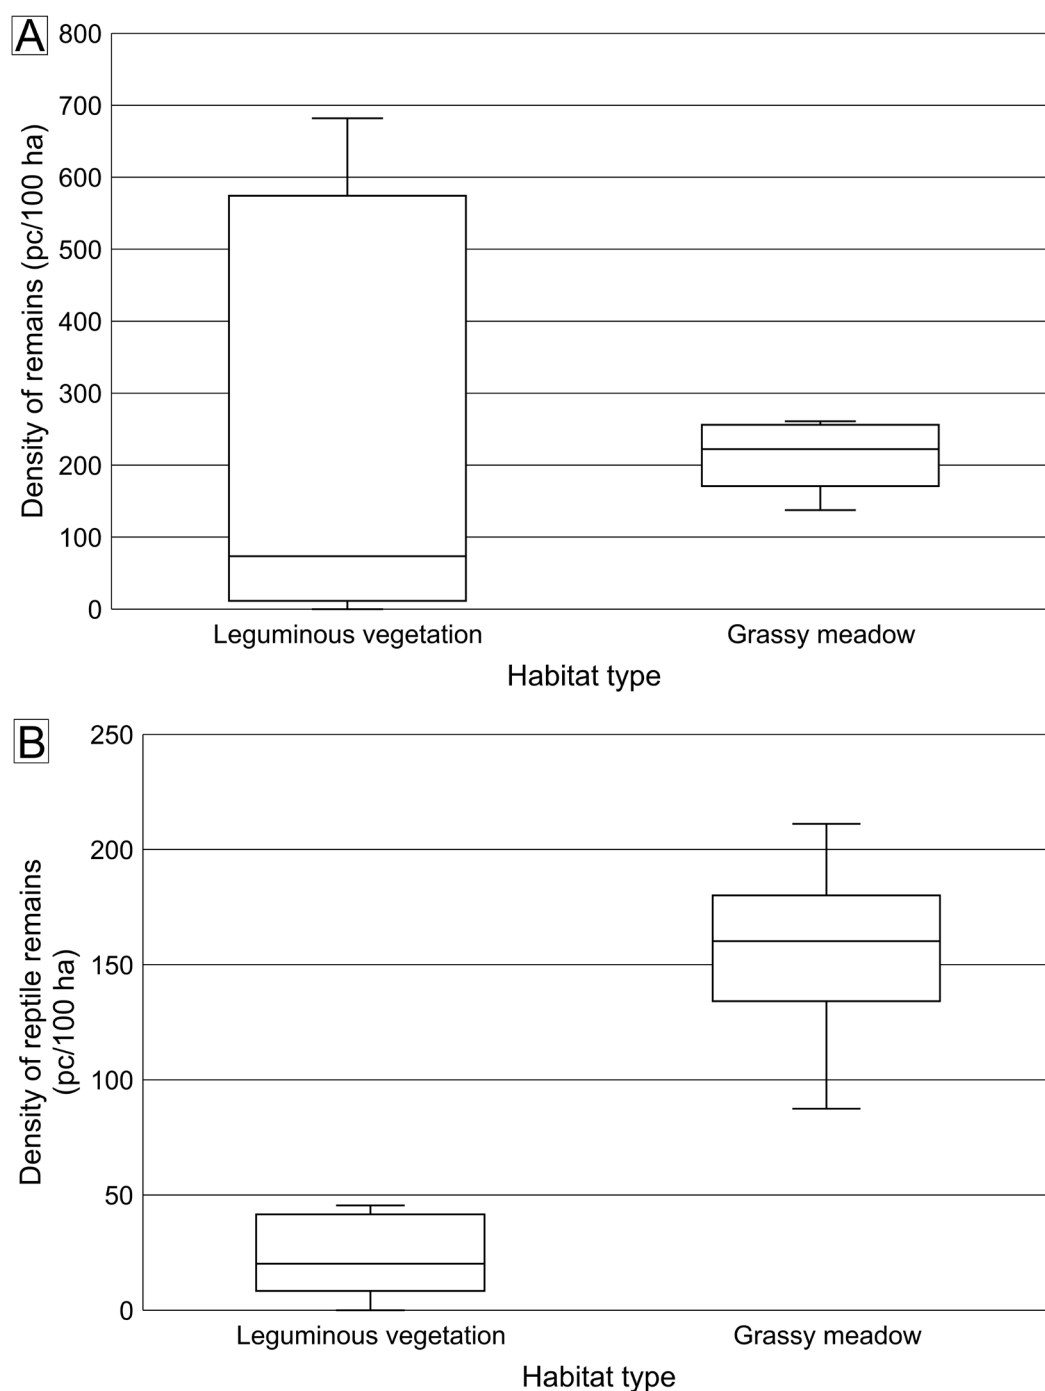 A
Density of remains (pc/100 ha)
800
700
600
500
400
300
200
100
0
Leguminous vegetation Grassy meadow
Habitat type
B
Density of reptile remains
(pc/100 ha)
250
200
150
100
50
0
Leguminous vegetation Grassy meadow
Habitat type